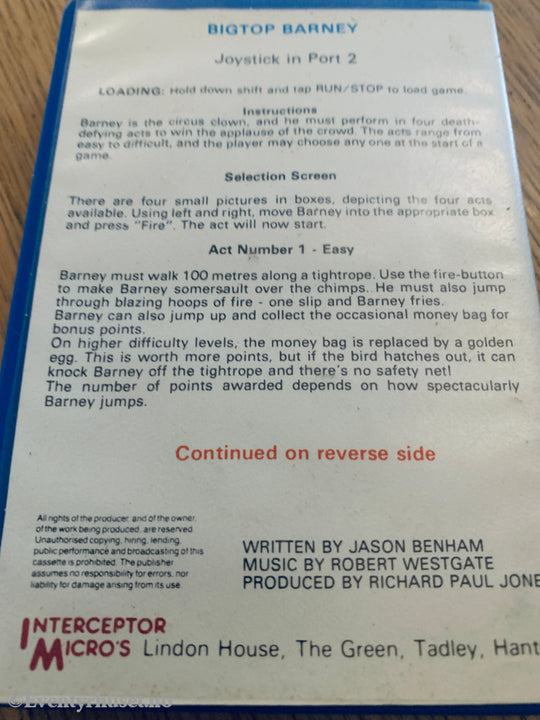 BIGTOP BARNEY
Joystick in Port 2
LOADING: Hold down shift and tap RUN/STOP to load game.
Instructions
Barney is the circus clown, and he must perform in four death-
defying acts to win the applause of the crowd. The acts range from
easy to difficult, and the player may choose any one at the start of a
game.
Selection Screen
There are four small pictures in boxes, depicting the four acts
available. Using left and right, move Barney into the appropriate box
and press "Fire". The act will now start.
Act Number 1 - Easy
Barney must walk 100 metres along a tightrope. Use the fire-button
to make Barney somersault over the chimps. He must also jump
through blazing hoops of fire - one slip and Barney fries.
Barney can also jump up and collect the occasional money bag for
bonus points.
On higher difficulty levels, the money bag is replaced by a golden
egg. This is worth more points, but if the bird hatches out, it can
knock Barney off the tightrope and there's no safety net!
The number of points awarded depends on how spectacularly
Barney jumps.
Continued on reverse side
All rights of the producer, and of the owner,
of the work being produced, are reserved.
Unauthorised copying, hiring, lending,
public performance and broadcasting of this
cassette is prohibited. The publisher
assumes no responsibility for errors, nor
liability for damage arising from its use.
WRITTEN BY JASON BENHAM
MUSIC BY ROBERT WESTGATE
PRODUCED BY RICHARD PAUL JONE
INTERCEPTOR
MICRO'S Lindon House, The Green, Tadley, Hant
©Eventyrhuset.no